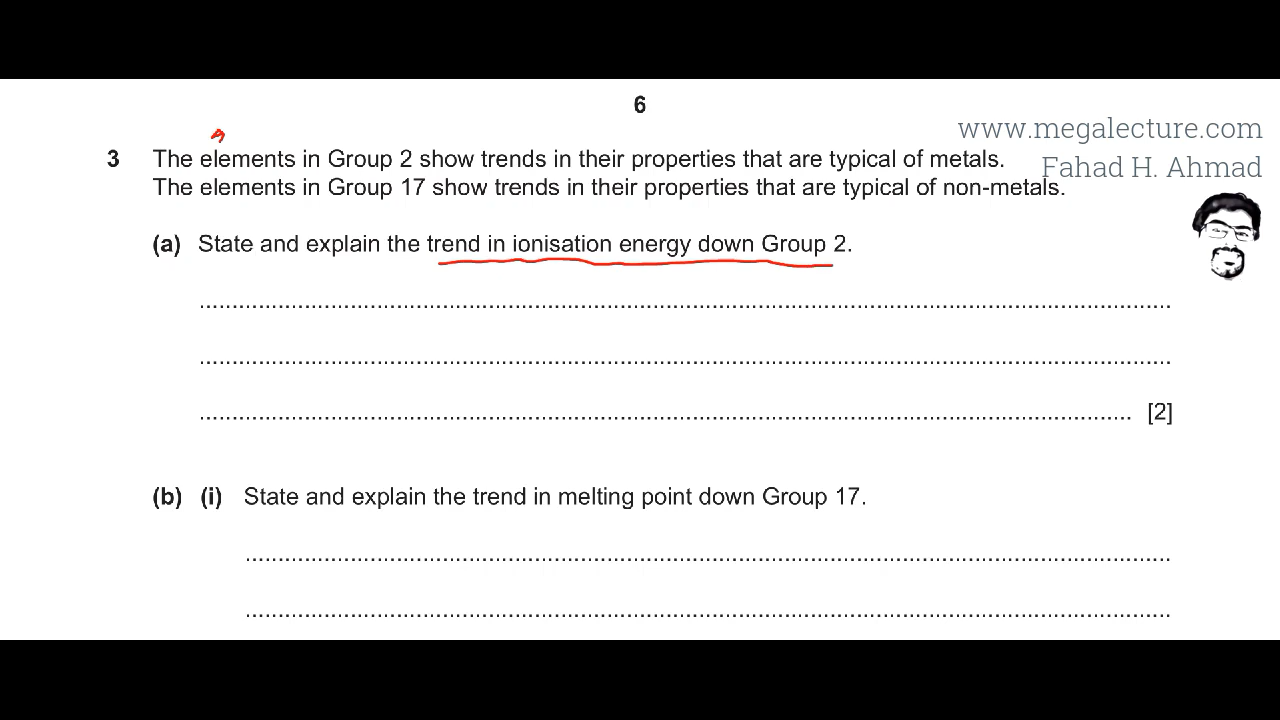 6
www.megalecture.com
Fahad H. Ahmad
3 The elements in Group 2 show trends in their properties that are typical of metals.
The elements in Group 17 show trends in their properties that are typical of non-metals.
(a) State and explain the trend in ionisation energy down Group 2.
..........................................................................................
..........................................................................................
.......................................................................................... [2]
(b) (i) State and explain the trend in melting point down Group 17.
..........................................................................................
..........................................................................................